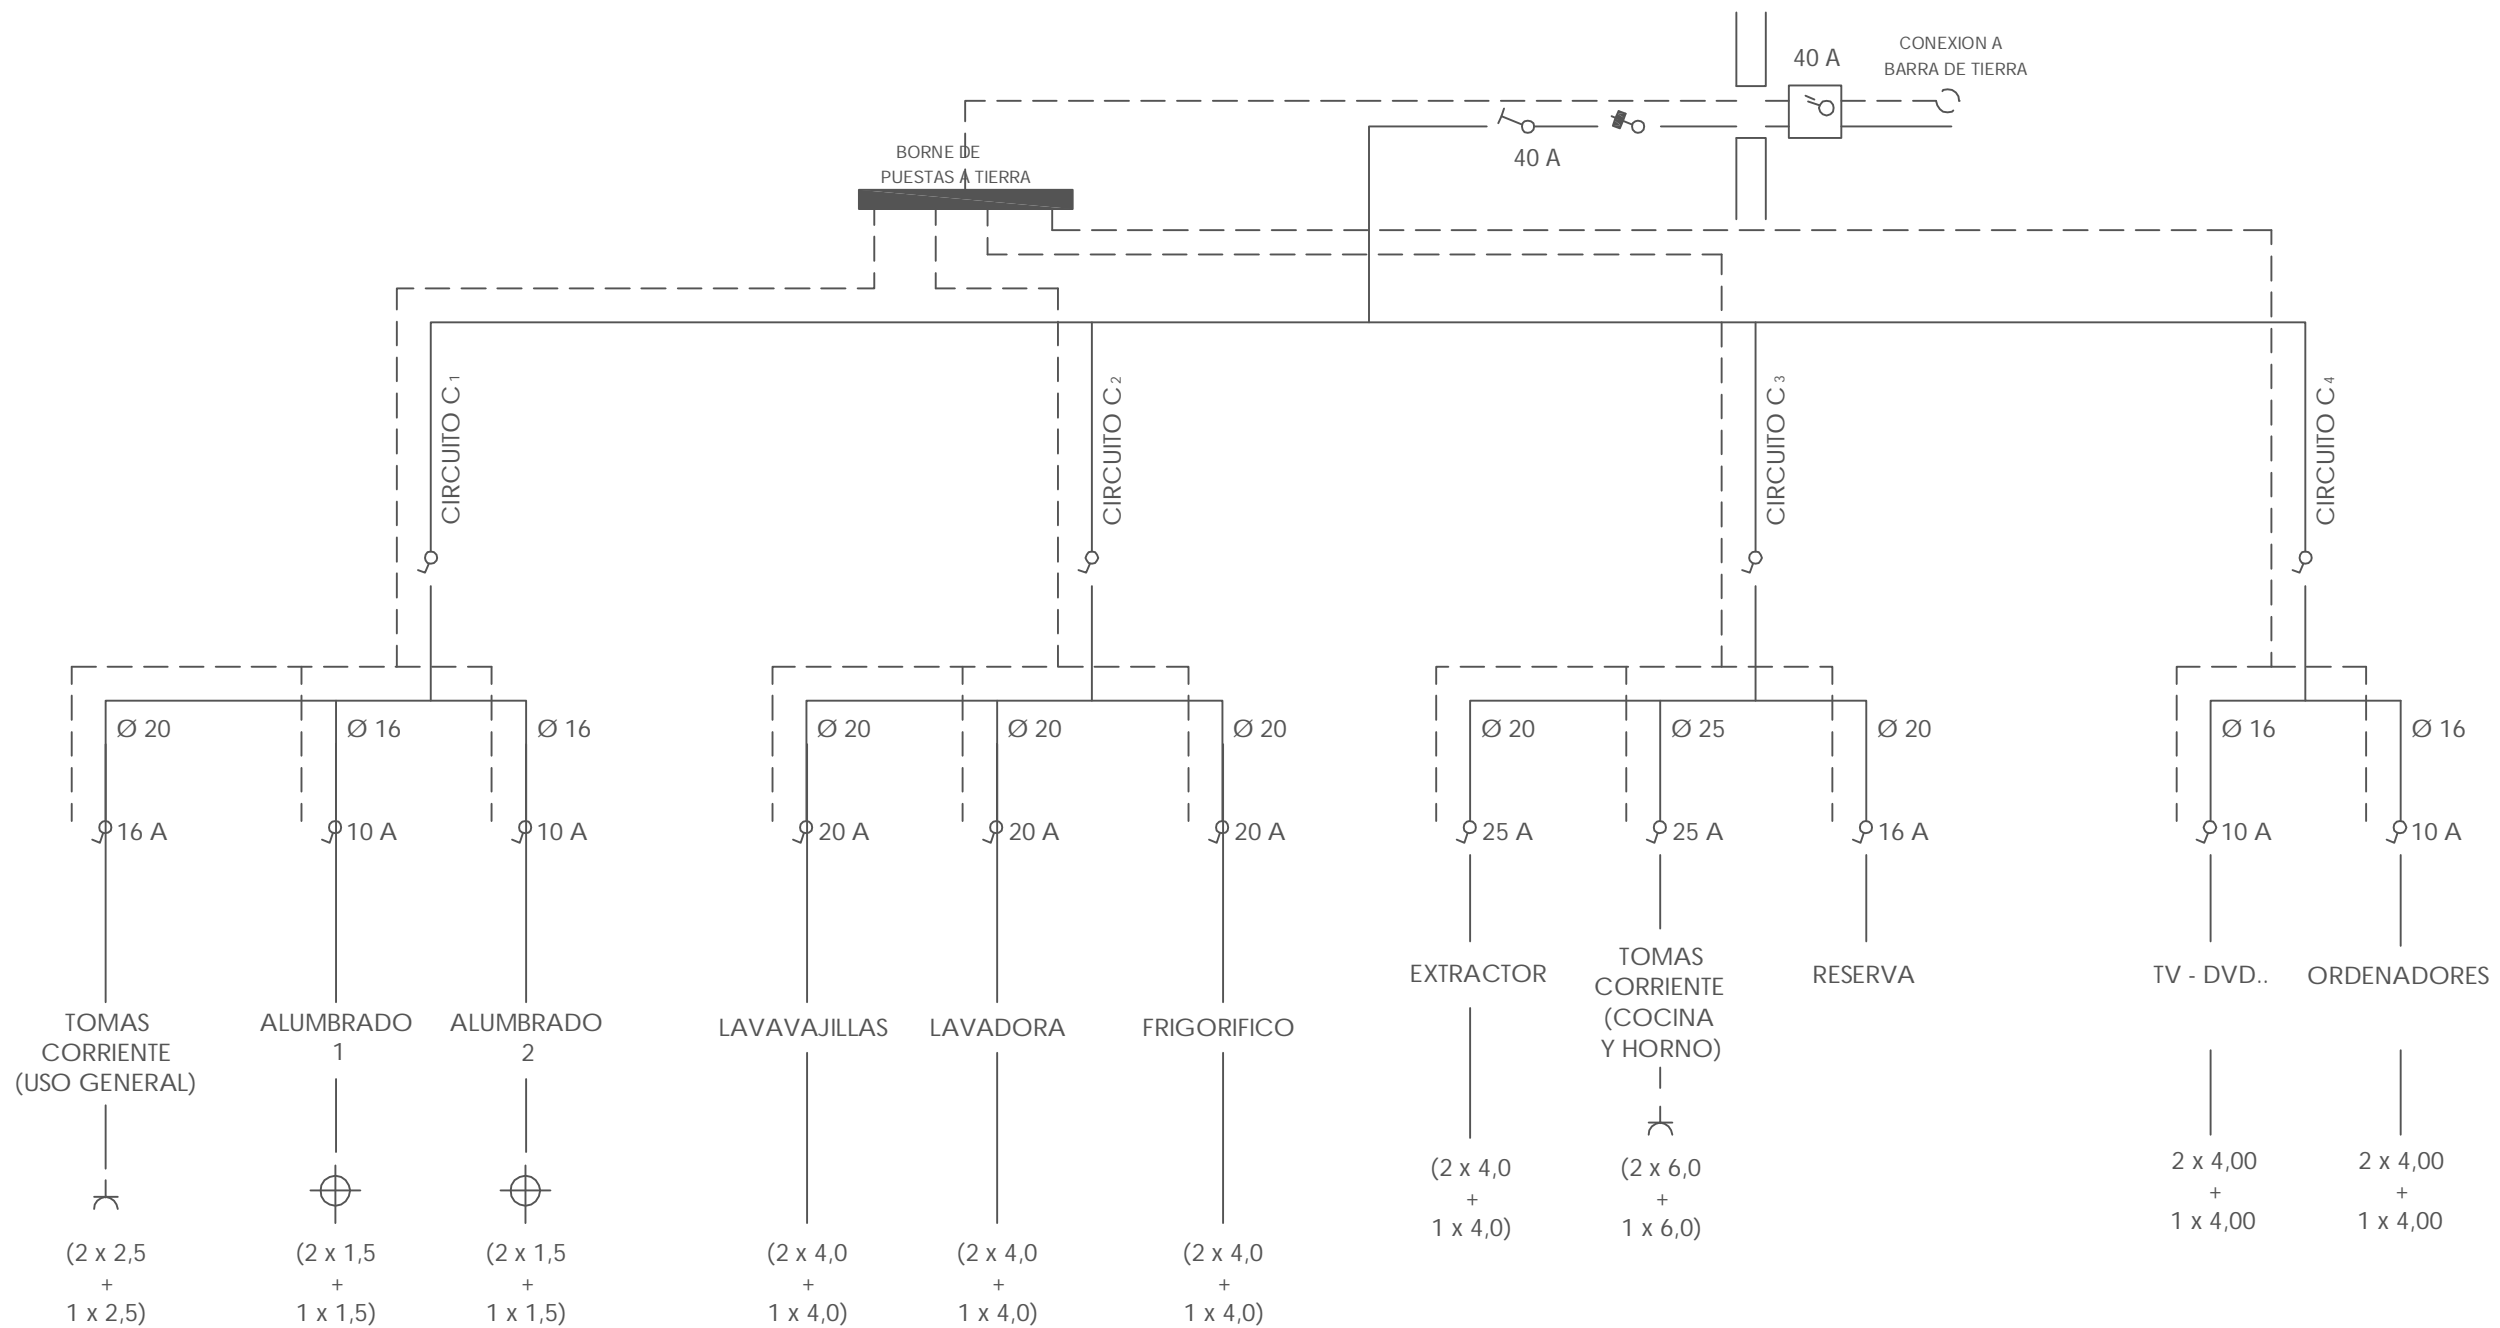 CONEXION A
BARRA DE TIERRA
40 A
40 A
BORNE DE
PUESTAS A TIERRA
CIRCUITO C 1
CIRCUITO C 2
CIRCUITO C 3
CIRCUITO C 4
Ø 20
Ø 16
Ø 16
Ø 20
Ø 20
Ø 20
Ø 20
Ø 25
Ø 20
Ø 16
Ø 16
16 A
10 A
10 A
20 A
20 A
20 A
25 A
25 A
16 A
10 A
10 A
TOMAS
CORRIENTE
(USO GENERAL)
ALUMBRADO
1
ALUMBRADO
2
LAVAVAJILLAS
LAVADORA
FRIGORIFICO
EXTRACTOR
TOMAS
CORRIENTE
(COCINA
Y HORNO)
RESERVA
TV - DVD..
ORDENADORES
(2 x 2,5
+
1 x 2,5)
(2 x 1,5
+
1 x 1,5)
(2 x 1,5
+
1 x 1,5)
(2 x 4,0
+
1 x 4,0)
(2 x 4,0
+
1 x 4,0)
(2 x 4,0
+
1 x 4,0)
(2 x 4,0
+
1 x 4,0)
(2 x 6,0
+
1 x 6,0)
2 x 4,00
+
1 x 4,00
2 x 4,00
+
1 x 4,00